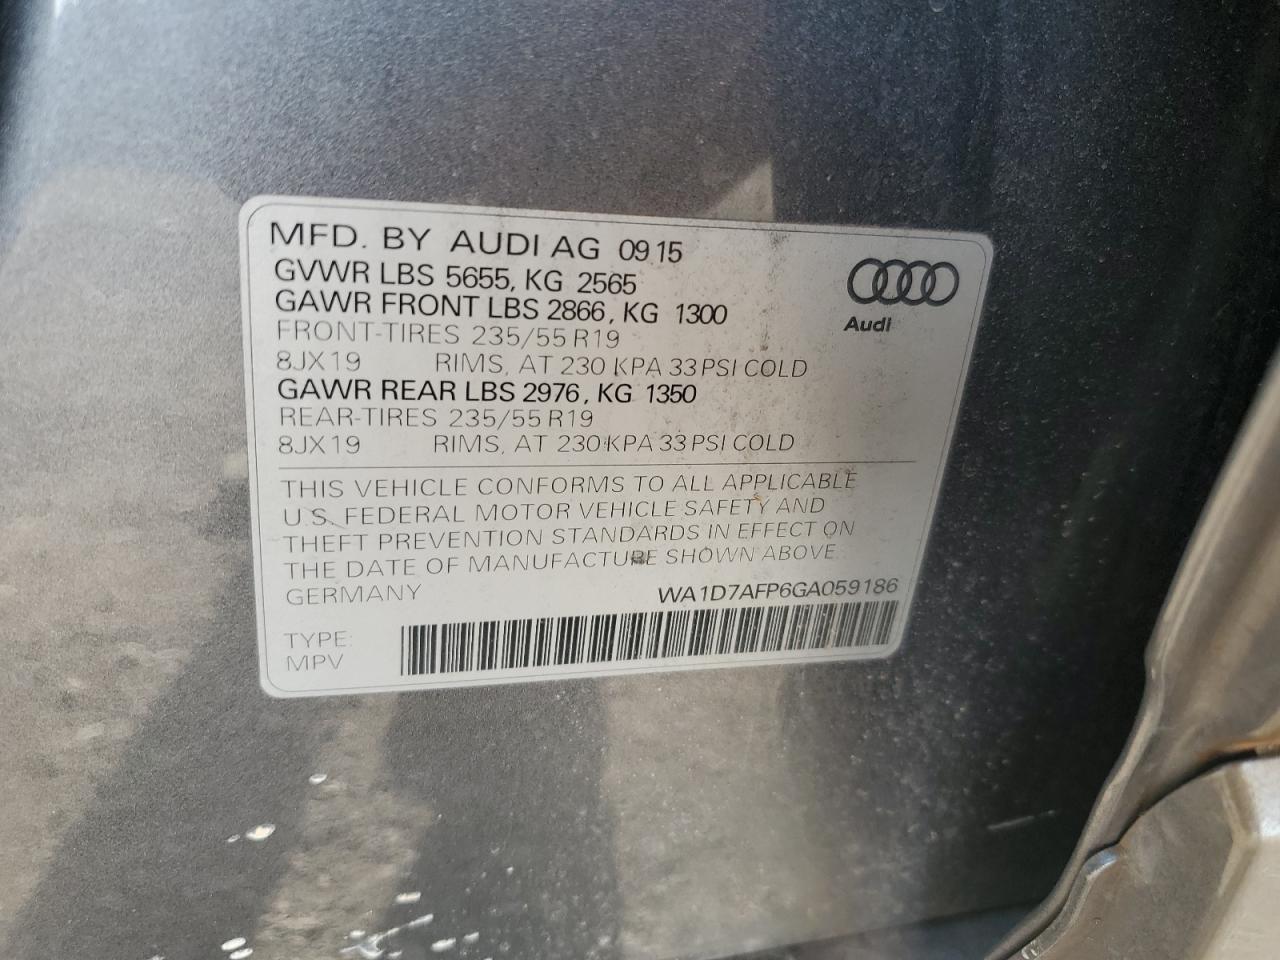 MFD. BY AUDI AG 09 15
GVWR LBS 5655, KG 2565
GAWR FRONT LBS 2866, KG 1300
FRONT-TIRES 235/55 R19
8JX19 RIMS, AT 230 KPA 33 PSI COLD
GAWR REAR LBS 2976, KG 1350
REAR-TIRES 235/55 R19
8JX19 RIMS, AT 230 KPA 33 PSI COLD
Audi
THIS VEHICLE CONFORMS TO ALL APPLICABLE
U.S. FEDERAL MOTOR VEHICLE SAFETY AND
THEFT PREVENTION STANDARDS IN EFFECT ON
THE DATE OF MANUFACTURE SHOWN ABOVE.
GERMANY WA1D7AFP6GA059186
TYPE:
MPV